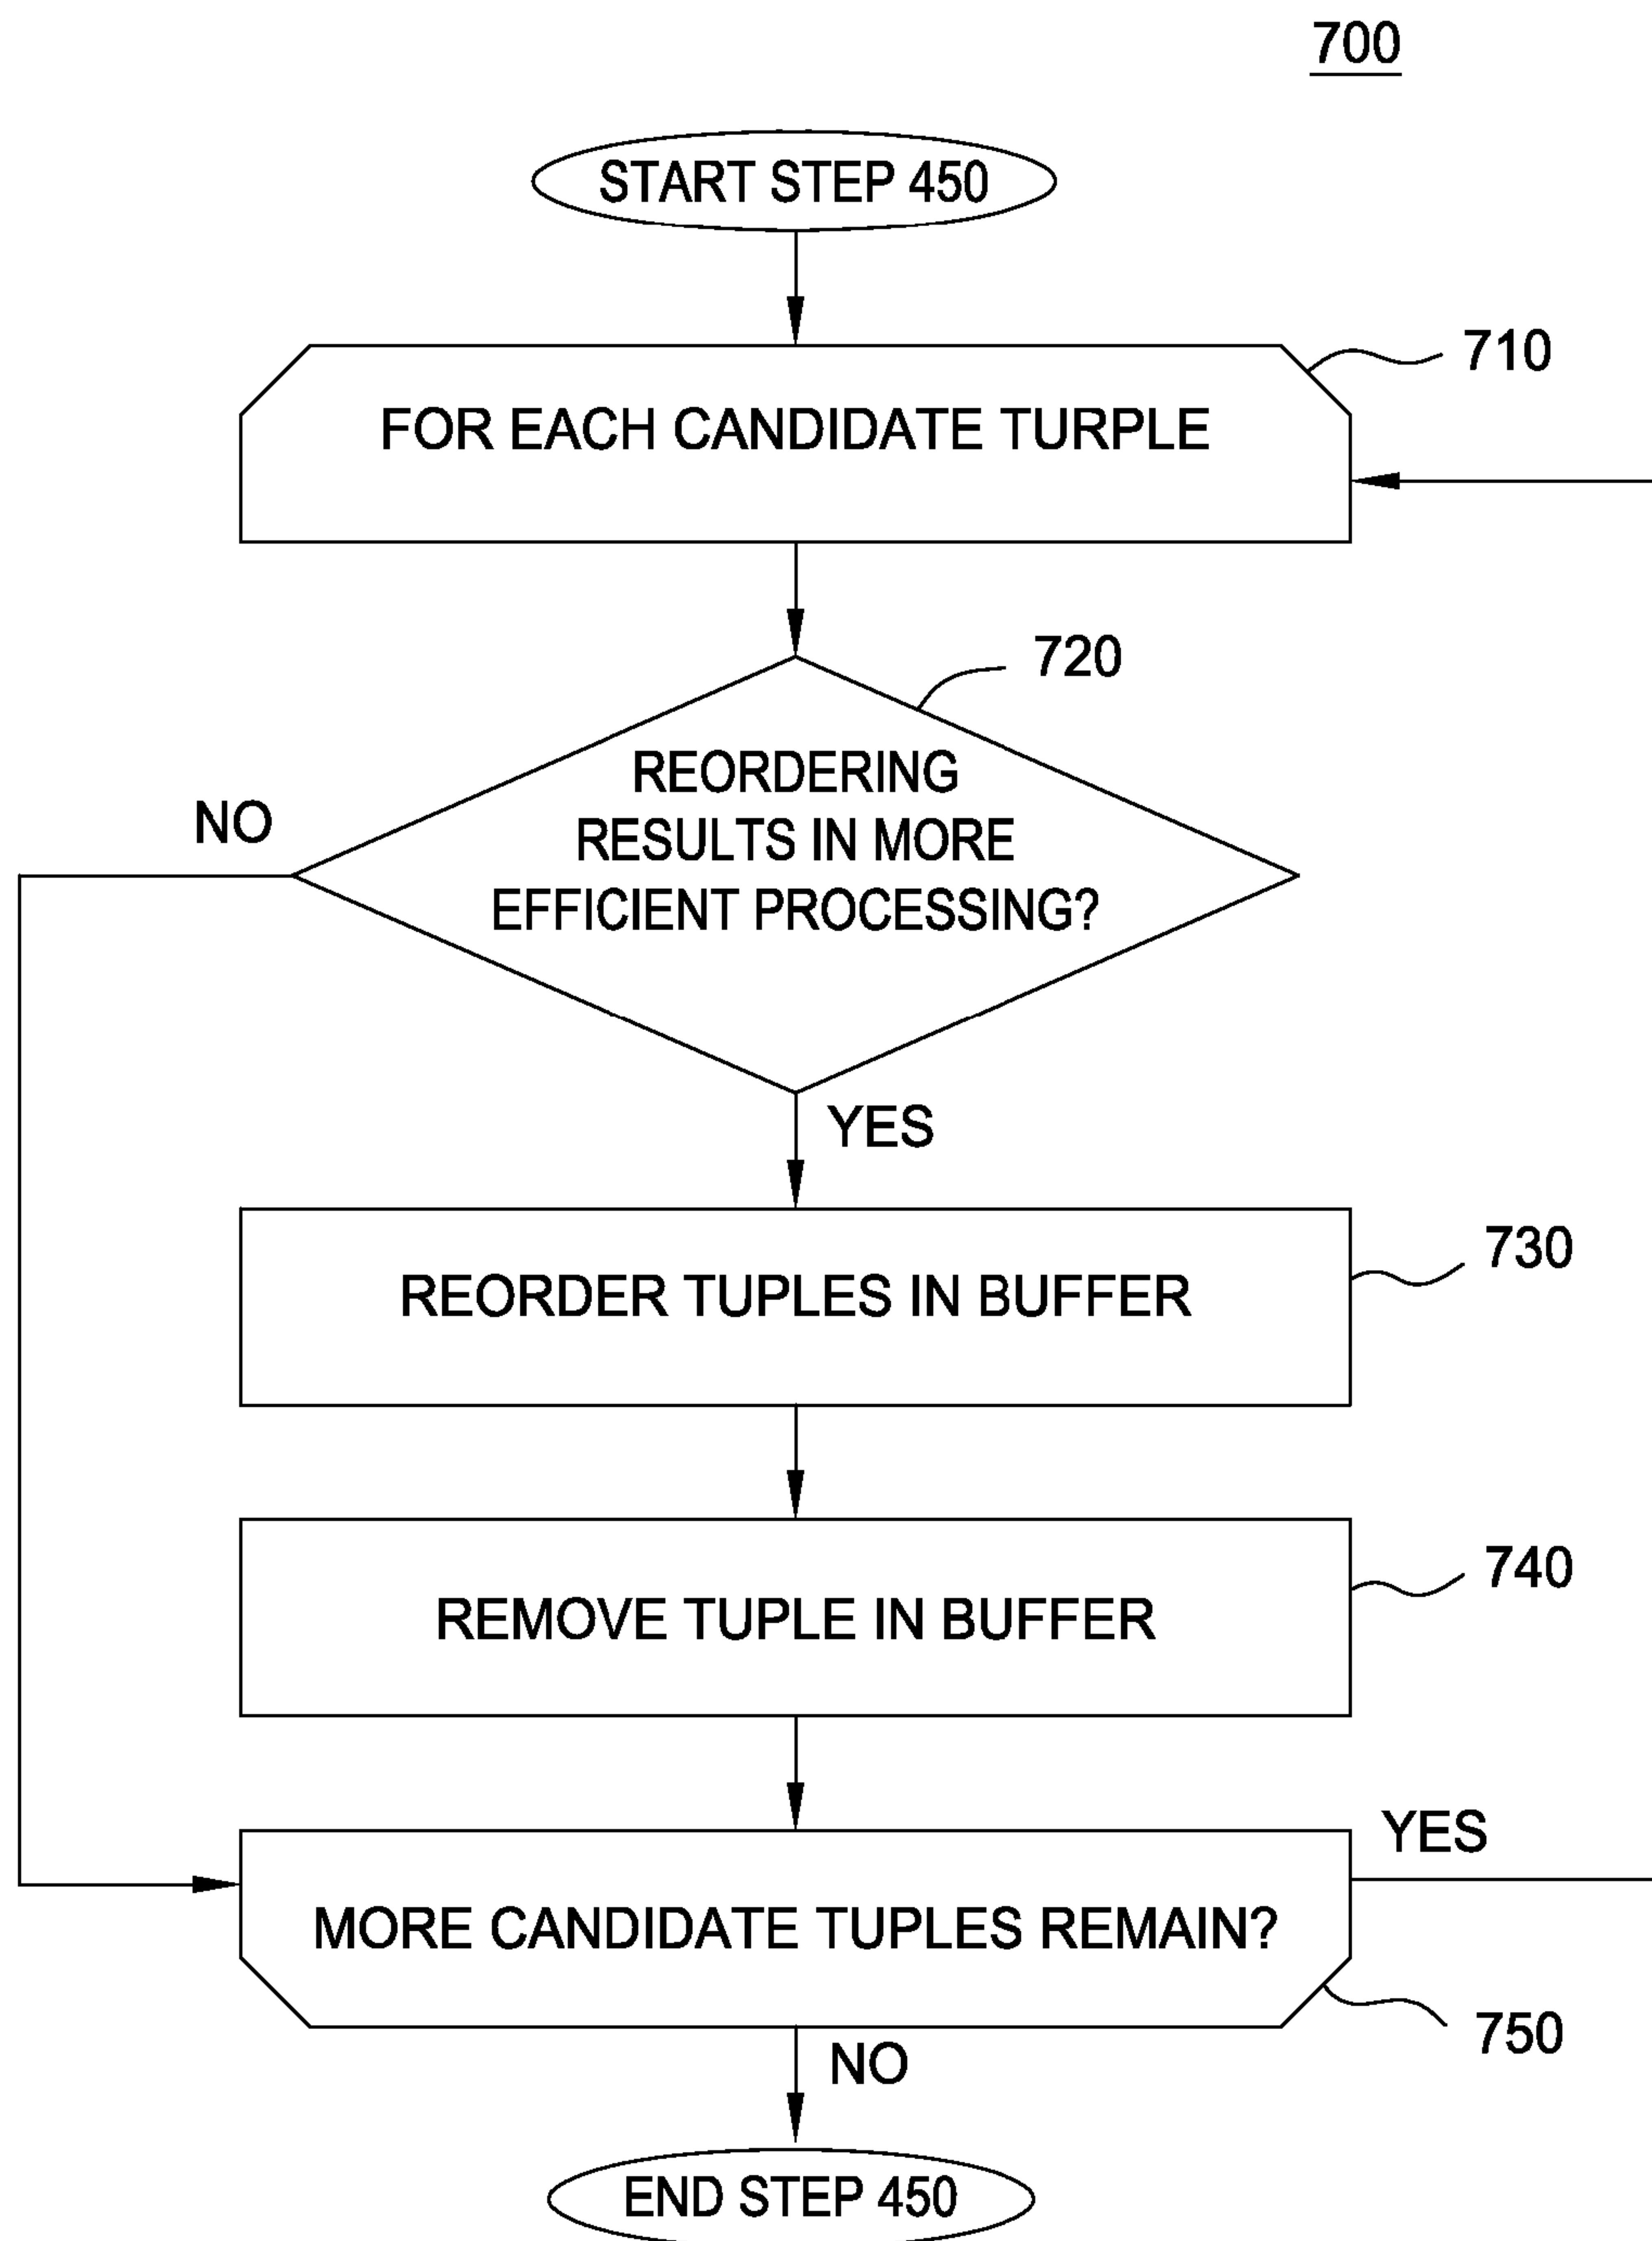 700
START STEP 450
710
FOR EACH CANDIDATE TURPLE
720
REORDERING
RESULTS IN MORE
EFFICIENT PROCESSING?
NO
YES
730
REORDER TUPLES IN BUFFER
740
REMOVE TUPLE IN BUFFER
YES
MORE CANDIDATE TUPLES REMAIN?
750
NO
END STEP 450